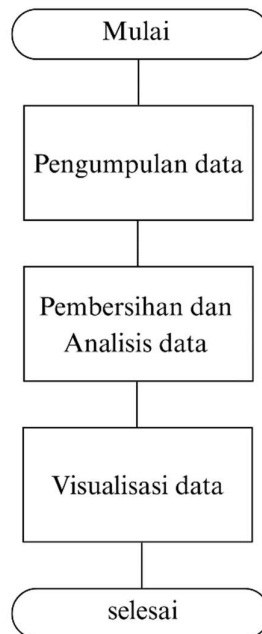 Mulai
Pengumpulan data
Pembersihan dan
Analisis data
Visualisasi data
selesai